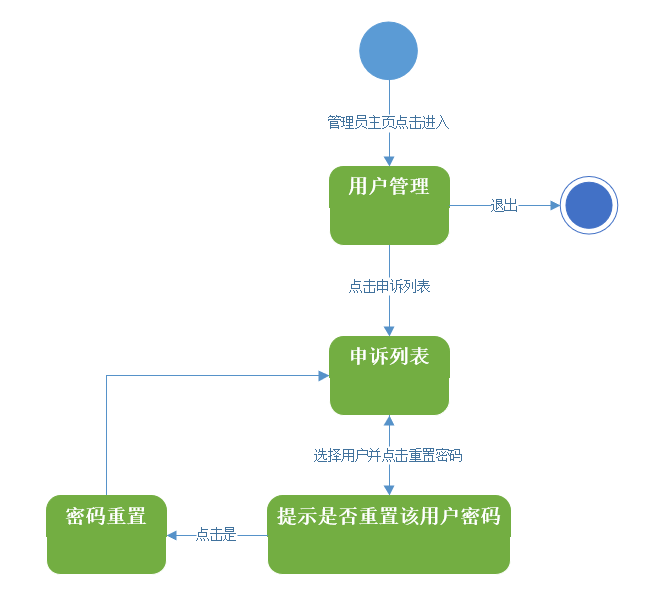 管理员主页点击进入
用户管理
退出
点击申诉列表
申诉列表
选择用户并点击重置密码
密码重置
点击是
提示是否重置该用户密码